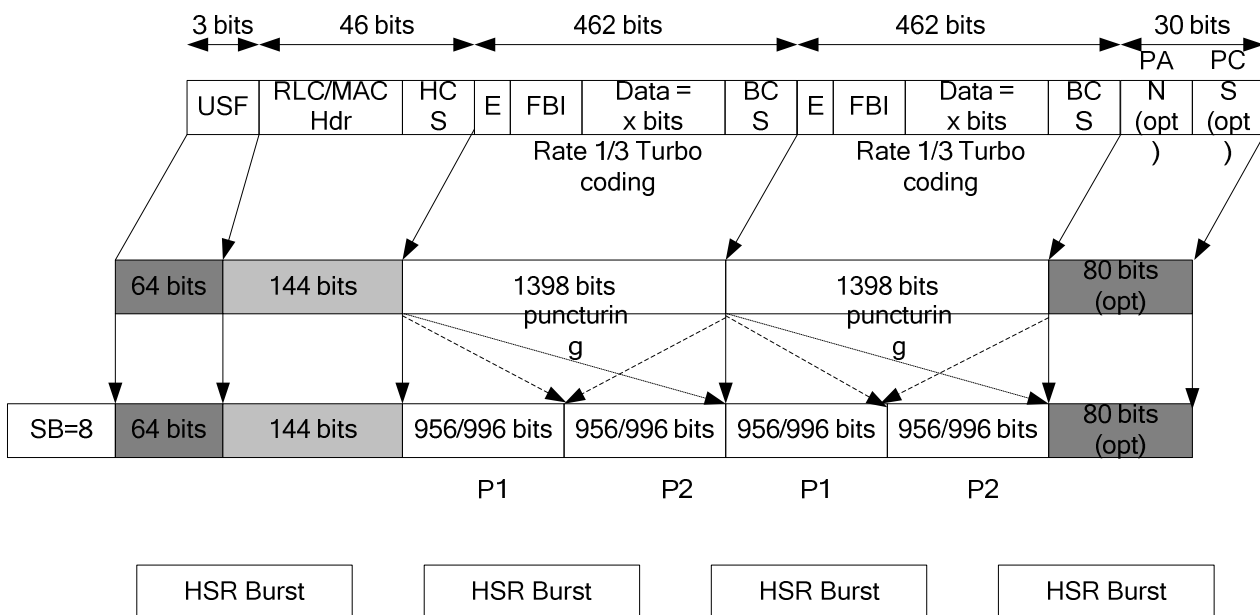 3 bits 46 bits 462 bits 462 bits 30 bits
USF
RLC/MAC
Hdr
HC
S
E
FBI
Data =
x bits
BC
S
E
FBI
Data =
x bits
BC
S
PA
N
(opt
)
PC
S
(opt
)
Rate 1/3 Turbo
coding
Rate 1/3 Turbo
coding
64 bits
144 bits
1398 bits
puncturin
g
1398 bits
puncturin
g
80 bits
(opt)
SB=8
64 bits
144 bits
956/996 bits
956/996 bits
956/996 bits
956/996 bits
80 bits
(opt)
P1 P2 P1 P2
HSR Burst HSR Burst HSR Burst HSR Burst